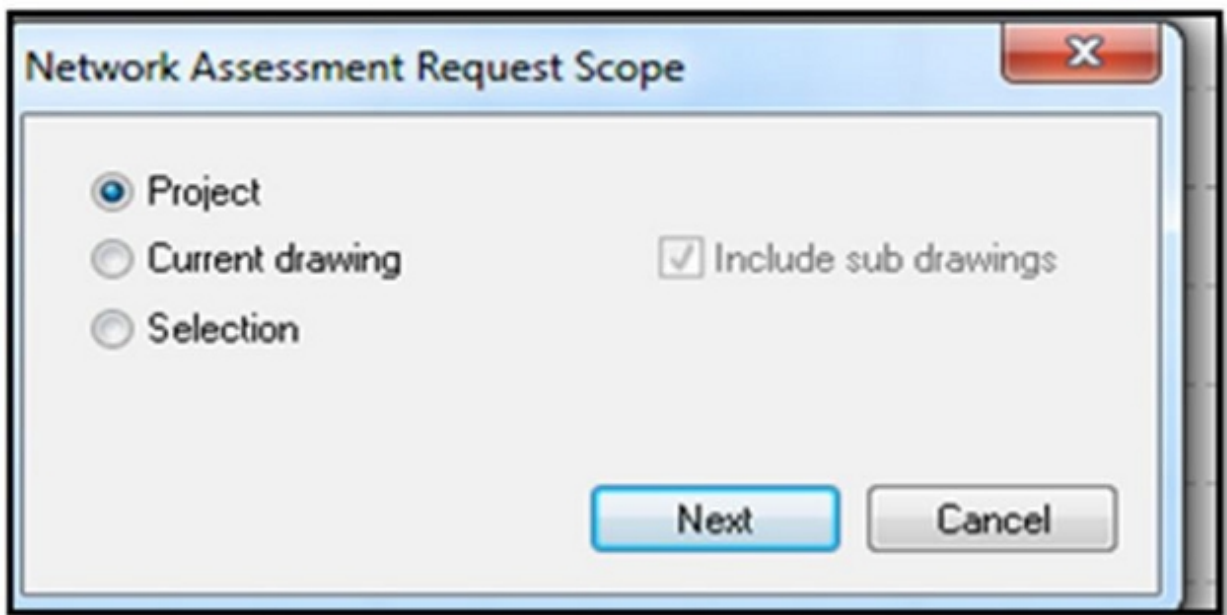 Network Assessment Request Scope
Project
Current drawing Include sub drawings
Selection
Next Cancel